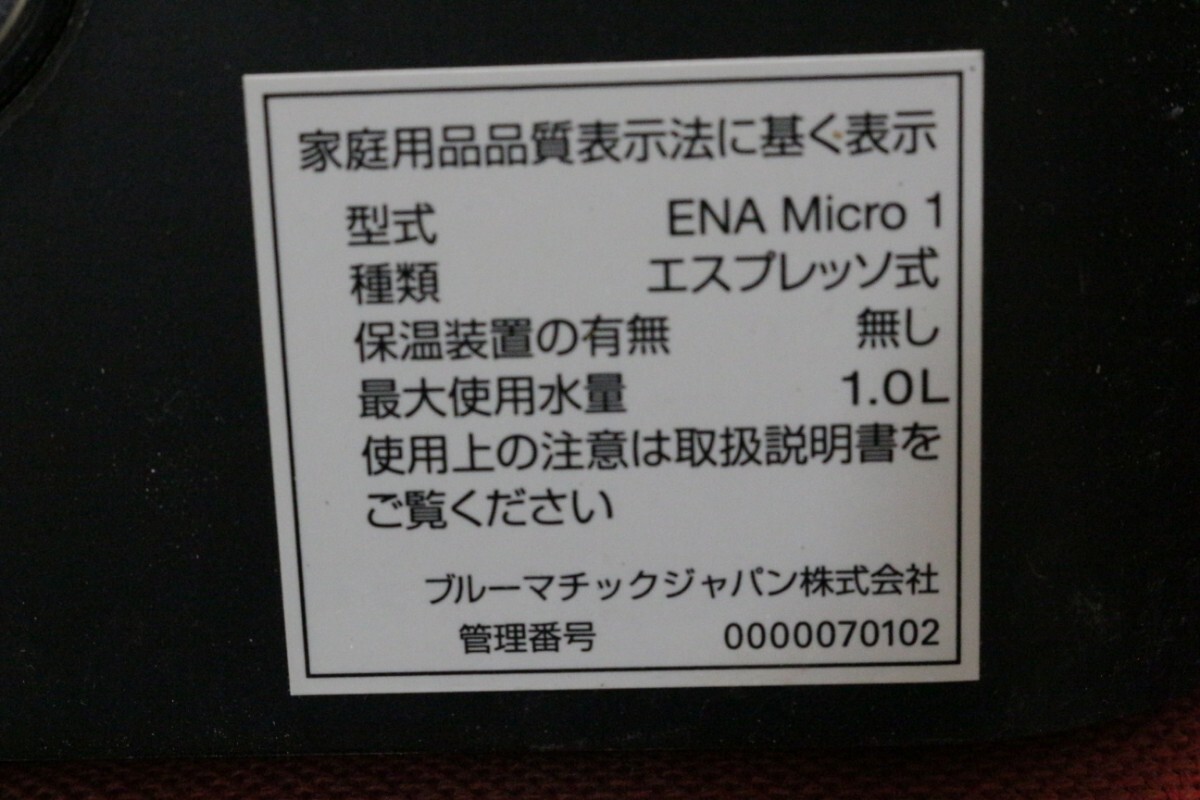 家庭用品品質表示法に基く表示
型式 ENA Micro 1
種類 エスプレッソ式
保温装置の有無 無し
最大使用水量 1.0L
使用上の注意は取扱説明書を
ご覧ください
ブルーマチックジャパン株式会社
管理番号 0000070102